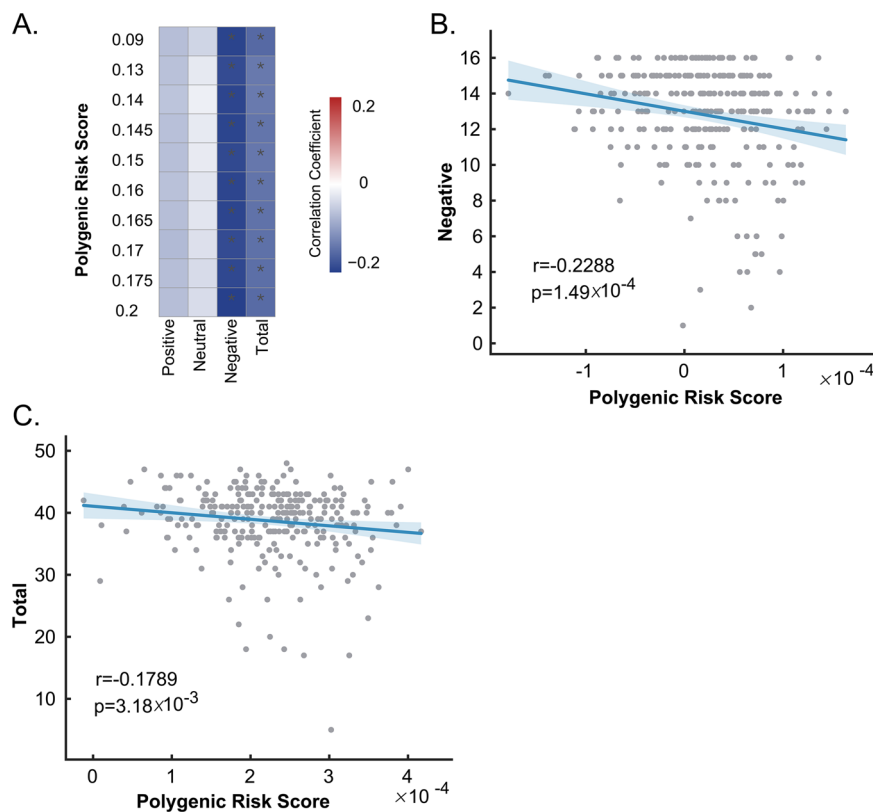 A.
0.09
0.13
0.14
0.145
0.15
0.16
0.165
0.17
0.175
0.2
Polygenic Risk Score
* *
* *
* *
* *
* *
* *
* *
* *
* *
* *
Positive
Neutral
Negative
Total
0.2
0
−0.2
Correlation Coefficient
B.
16
14
12
10
8
6
4
2
0
Negative
r=-0.2288
p=1.49×10-4
-1 0 1
×10 -4
Polygenic Risk Score
C.
50
40
30
20
10
Total
r=-0.1789
p=3.18×10-3
0 1 2 3 4
×10 -4
Polygenic Risk Score